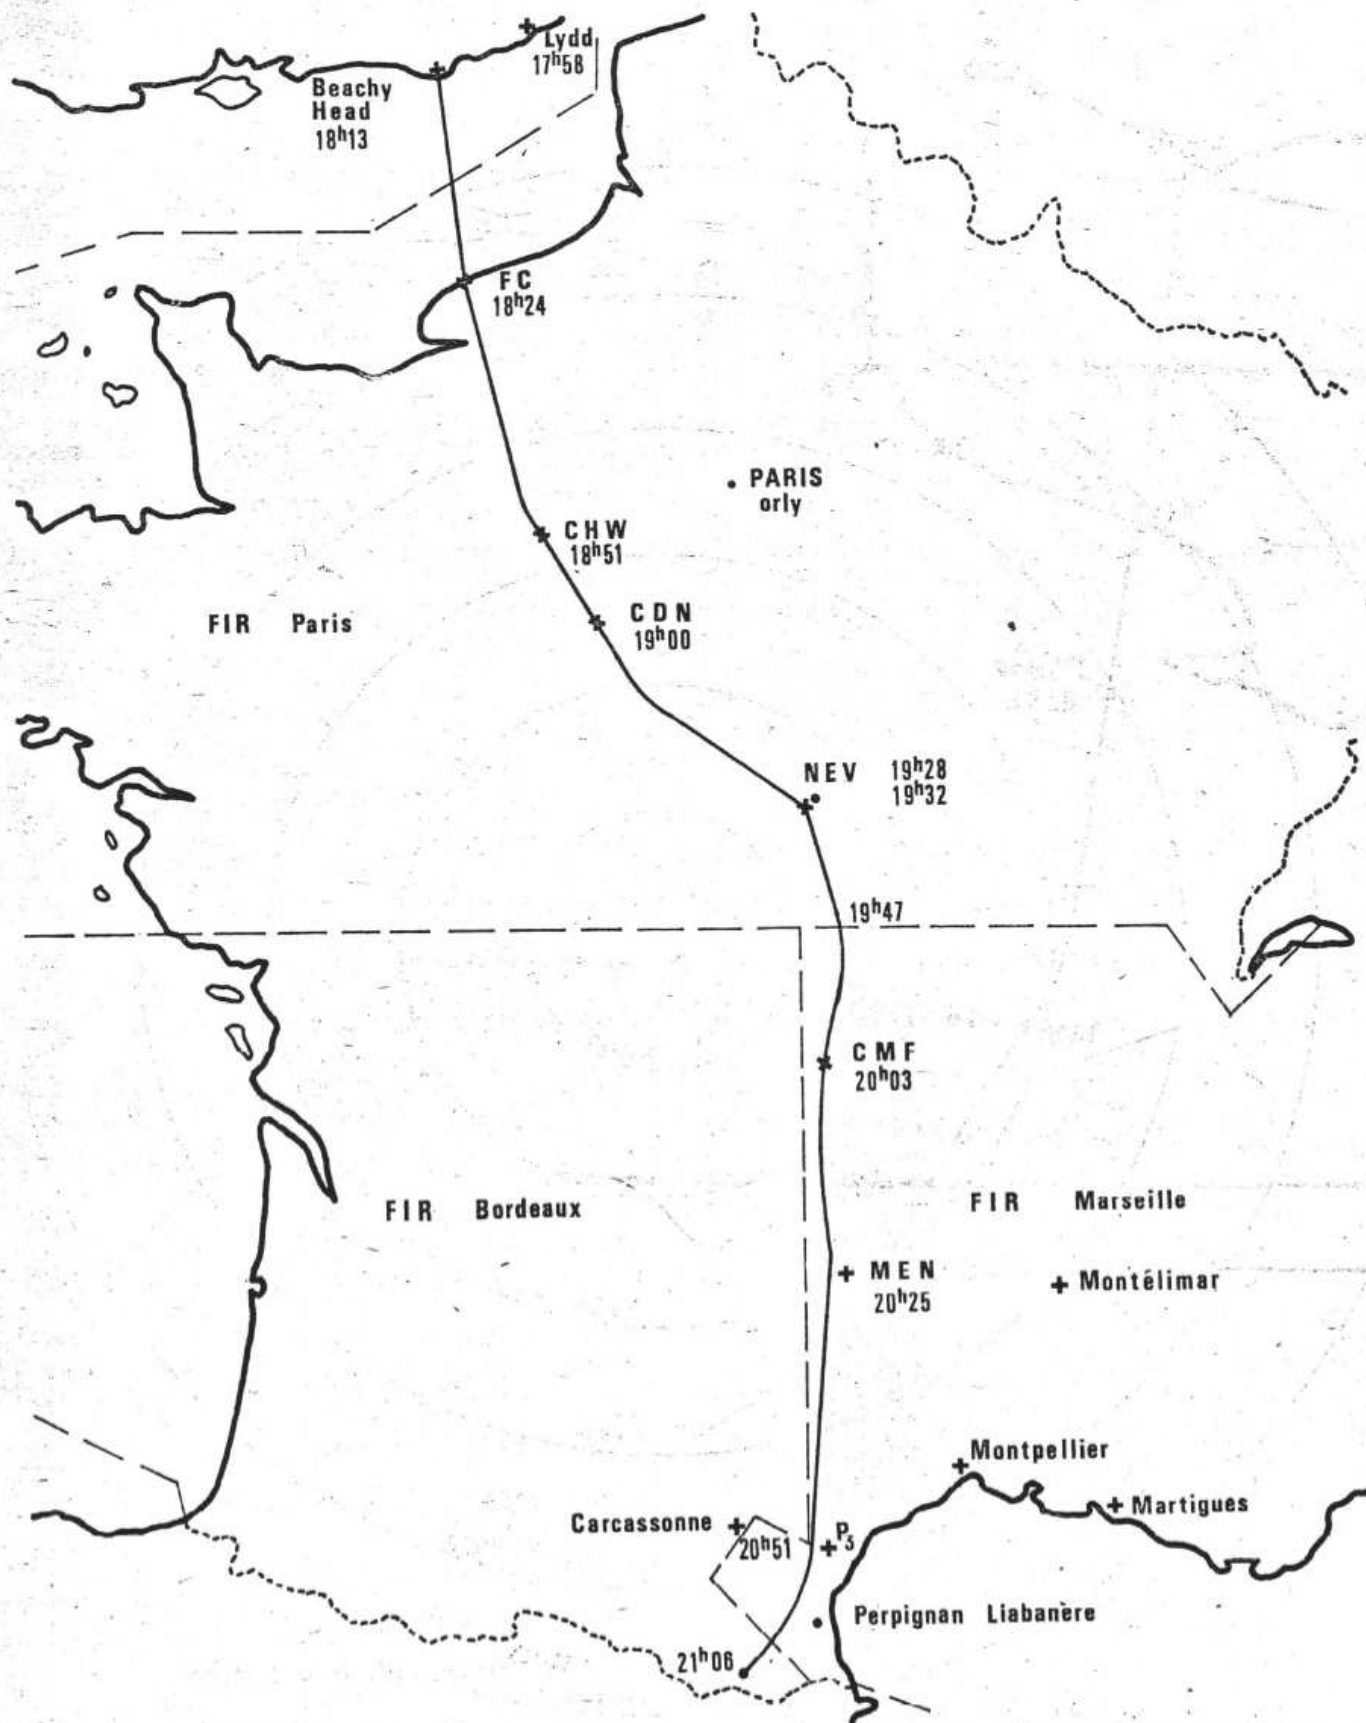 Lydd
17h58
Beachy
Head
18h13
FC
18h24
PARIS
orly
CHW
18h51
CDN
19h00
FIR Paris
NEV 19h28
19h32
19h47
CMF
20h03
FIR Bordeaux
FIR Marseille
MEN
20h25
Montélimar
Montpellier
Martigues
Carcassonne
20h51
P3
Perpignan Liabanère
21h06